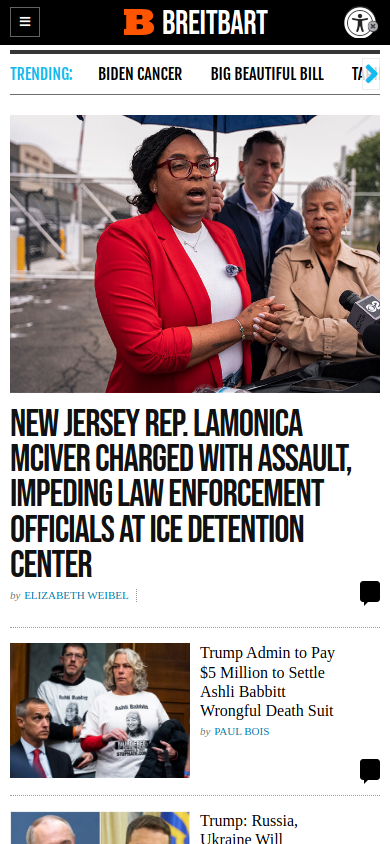 BREITBART
TRENDING:
BIDEN CANCER
BIG BEAUTIFUL BILL
NEW JERSEY REP. LAMONICA
MCIVER CHARGED WITH ASSAULT,
IMPEDING LAW ENFORCEMENT
OFFICIALS AT ICE DETENTION
CENTER
by ELIZABETH WEIBEL
Trump Admin to Pay
$5 Million to Settle
Ashli Babbitt
Wrongful Death Suit
by PAUL BOIS
Trump: Russia,
Ukraine Will